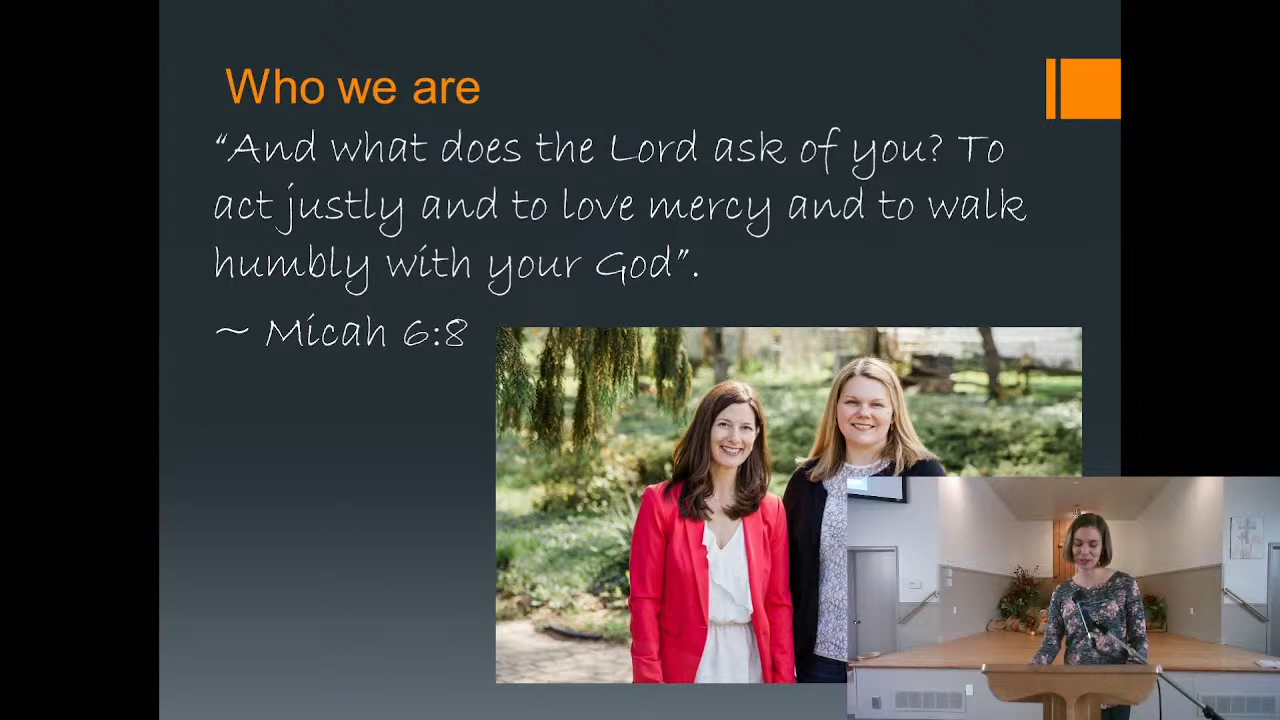 Who we are
“And what does the Lord ask of you? To
act justly and to love mercy and to walk
humbly with your God”.
~ Micah 6:8